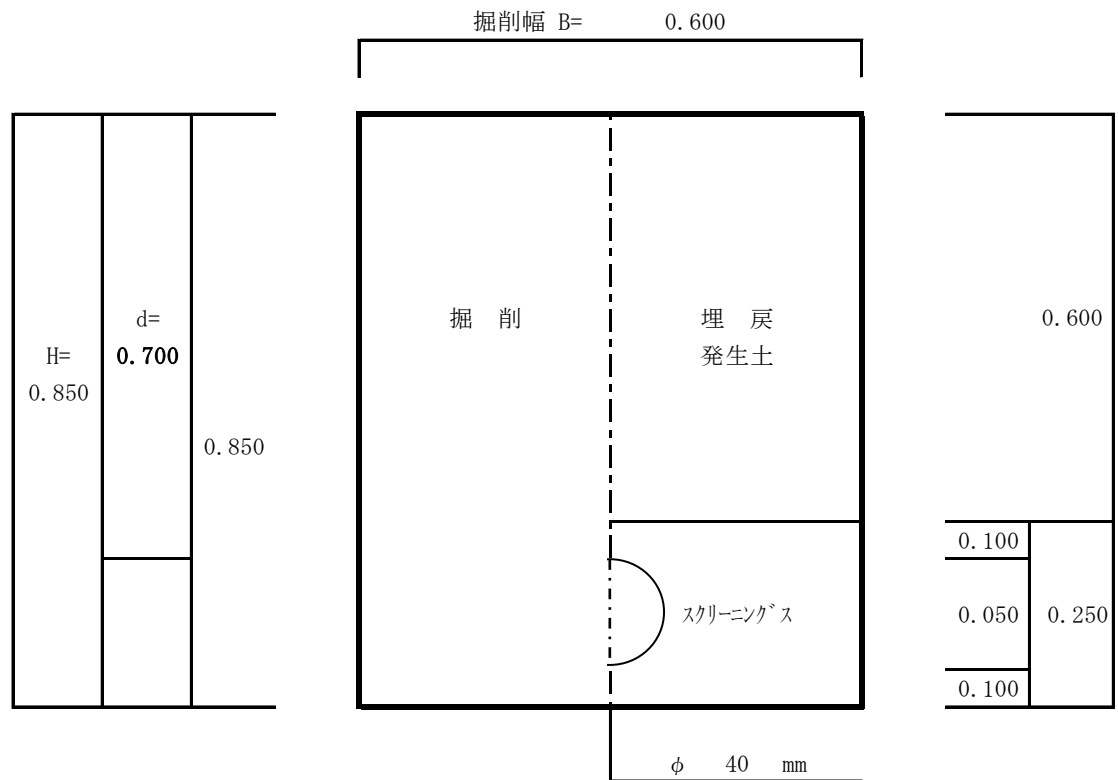 掘削幅 B= 0.600
掘 削
埋 戻
発生土
d=
0.700
H=
0.850
0.850
0.600
0.100
スクリーニングス
0.050
0.250
0.100
φ 40 mm